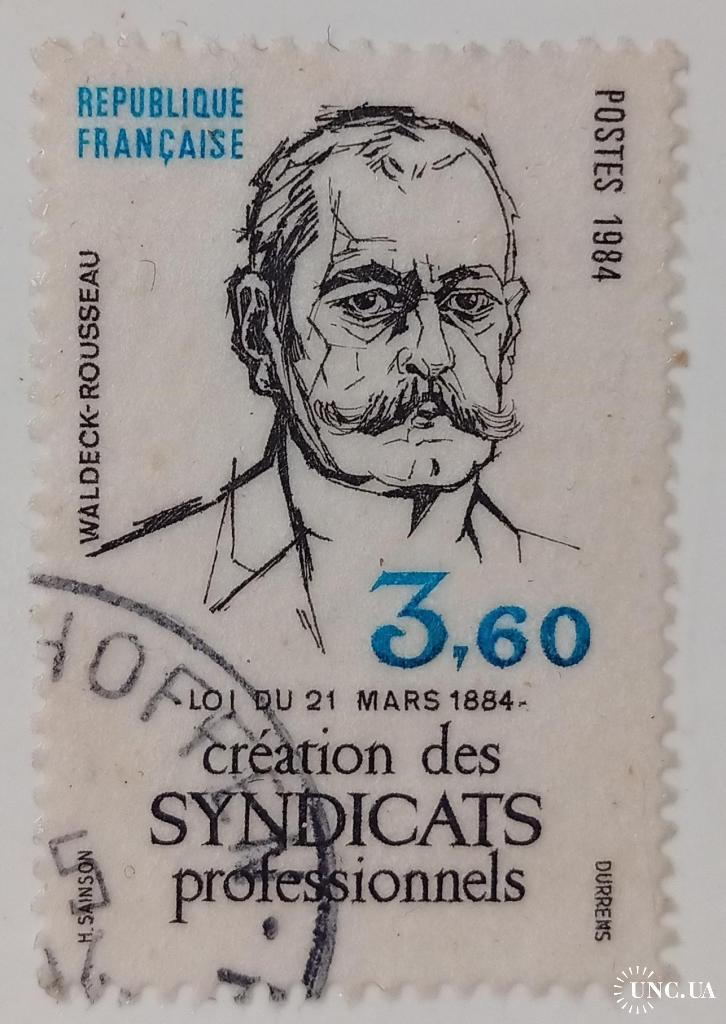 REPUBLIQUE
FRANÇAISE
POSTES 1984
WALDECK-ROUSSEAU
3,60
-LOI DU 21 MARS 1884-
création des
SYNDICATS
professionnels
H. SAINSON
DURRENS
UNC.UA